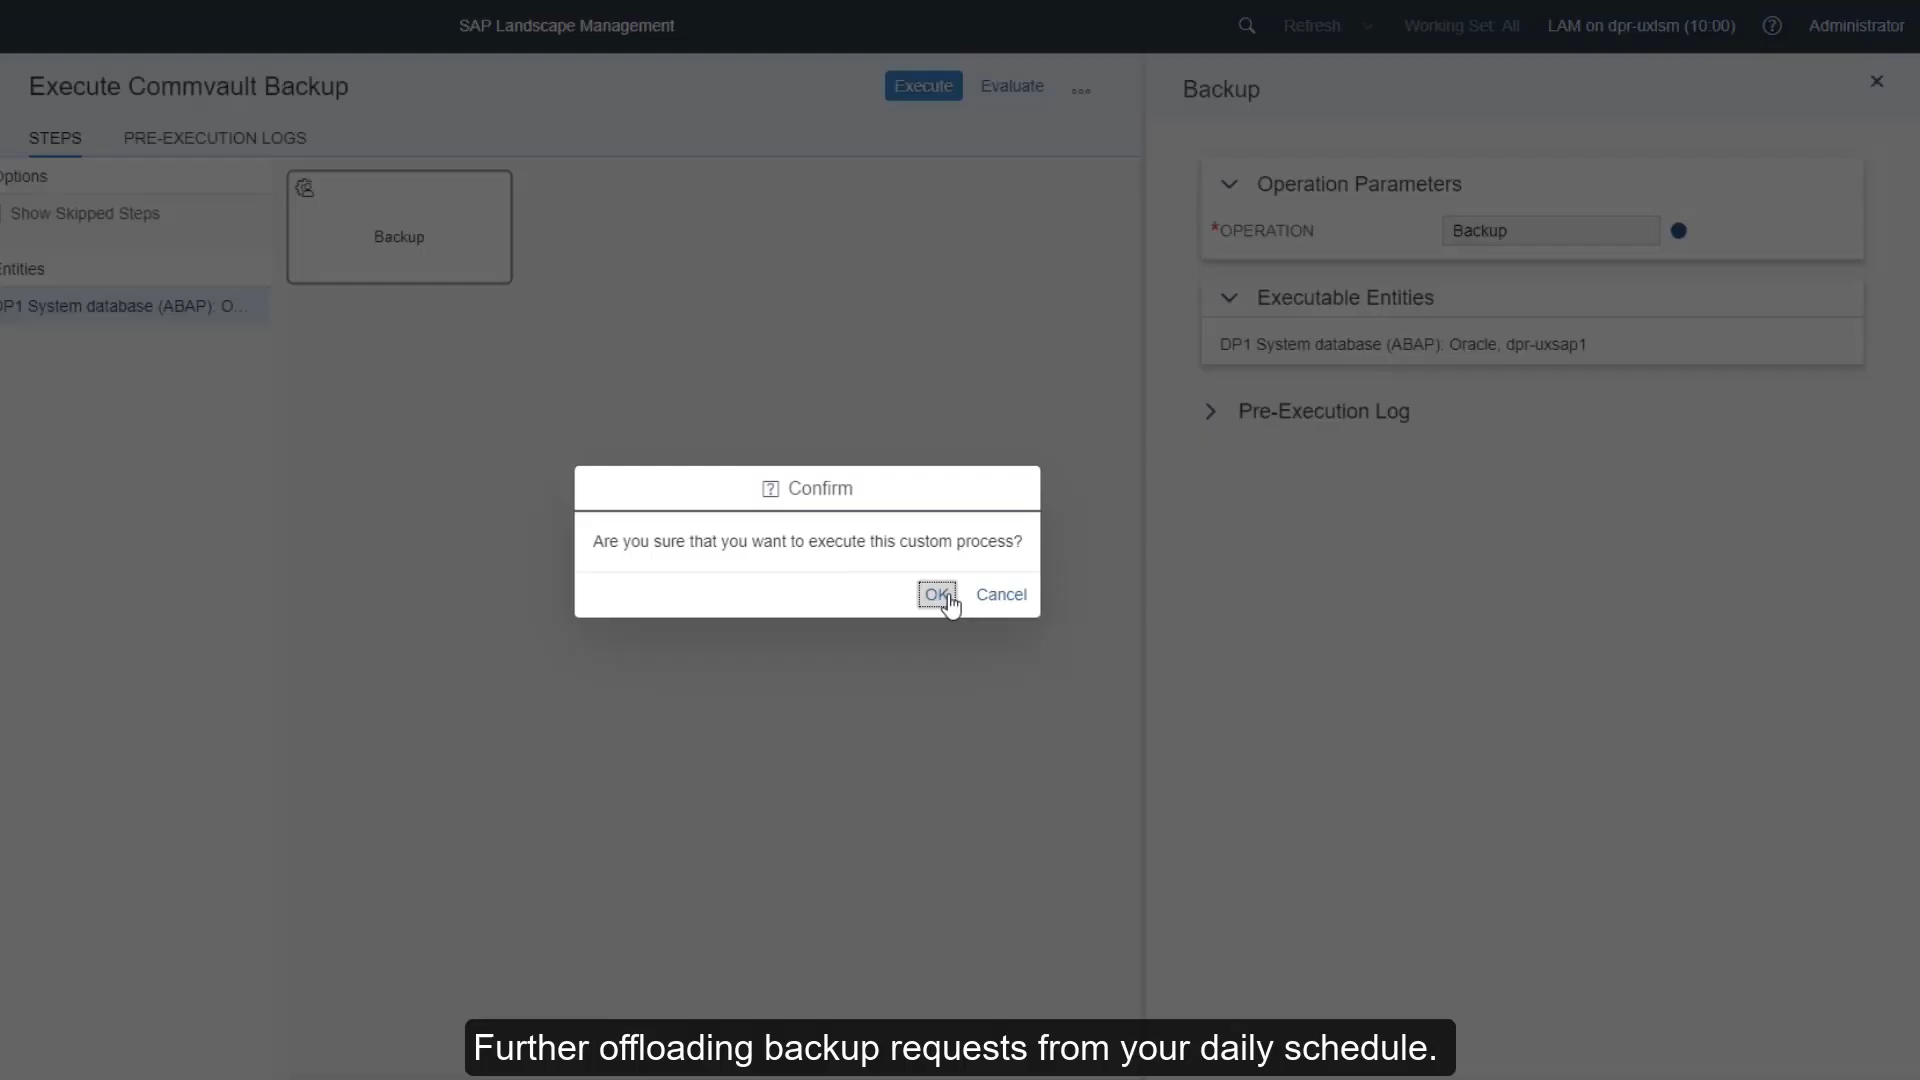 SAP Landscape Management
Refresh
Working Set: All
LAM on dpr-uxlsm (10:00)
Administrator
Execute Commvault Backup
Execute
Evaluate
Backup
STEPS
PRE-EXECUTION LOGS
Options
Show Skipped Steps
Entities
DP1 System database (ABAP): O...
Backup
Operation Parameters
*OPERATION
Backup
Executable Entities
DP1 System database (ABAP): Oracle, dpr-uxsap1
Pre-Execution Log
Confirm
Are you sure that you want to execute this custom process?
OK
Cancel
Further offloading backup requests from your daily schedule.